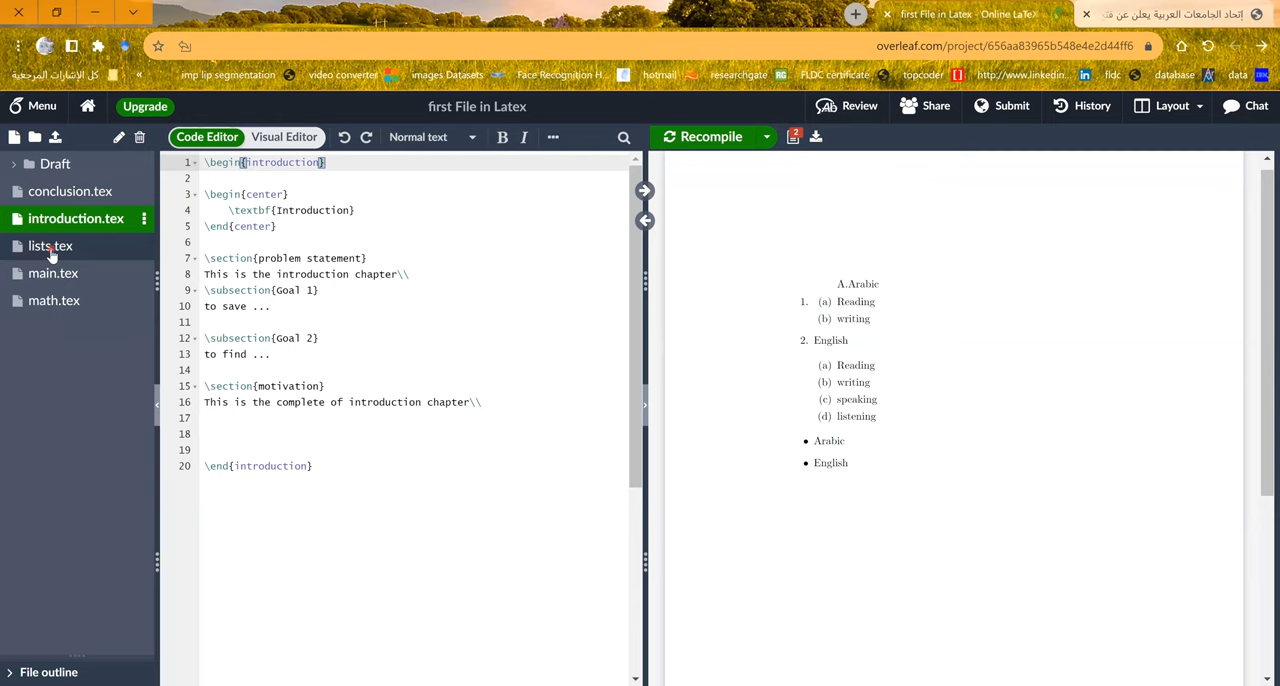 first File in Latex - Online LaTeX
إتحاد الجامعات العربية يعلن عن فتـ
overleaf.com/project/656aa83965b548e4e2d44ff6
كل الإشارات المرجعية
«
imp lip segmentation
video converter
images Datasets
Face Recognition H...
hotmail
researchgate
FLDC certificate
topcoder
http://www.linkedin...
fldc
database
data
Menu
Upgrade
first File in Latex
Review
Share
Submit
History
Layout
Chat
Code Editor
Visual Editor
Normal text
B
I
Recompile
2
Draft
conclusion.tex
introduction.tex
lists.tex
main.tex
math.tex
File outline
1 \begin{introduction}
2
3 \begin{center}
4 \textbf{Introduction}
5 \end{center}
6
7 \section{problem statement}
8 This is the introduction chapter\\
9 \subsection{Goal 1}
10 to save ...
11
12 \subsection{Goal 2}
13 to find ...
14
15 \section{motivation}
16 This is the complete of introduction chapter\\
17
18
19
20 \end{introduction}
A.Arabic
1. (a) Reading
(b) writing
2. English
(a) Reading
(b) writing
(c) speaking
(d) listening
• Arabic
• English